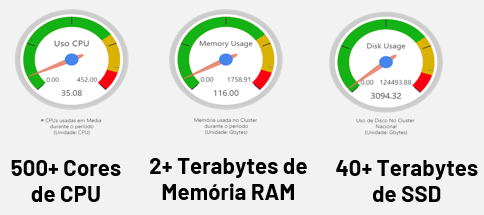 Uso CPU
0.00 452.00
35.08
# CPUs usadas em Média
durante o período
(Unidade: CPU)
500+ Cores
de CPU
Memory Usage
0.00 1758.91
116.00
Memória usada no Cluster
durante o período
(Unidade: Gbytes)
2+ Terabytes de
Memória RAM
Disk Usage
0.00 124493.88
3094.32
Uso de Disco No Cluster
Nacional
(Unidade: Gbytes)
40+ Terabytes
de SSD